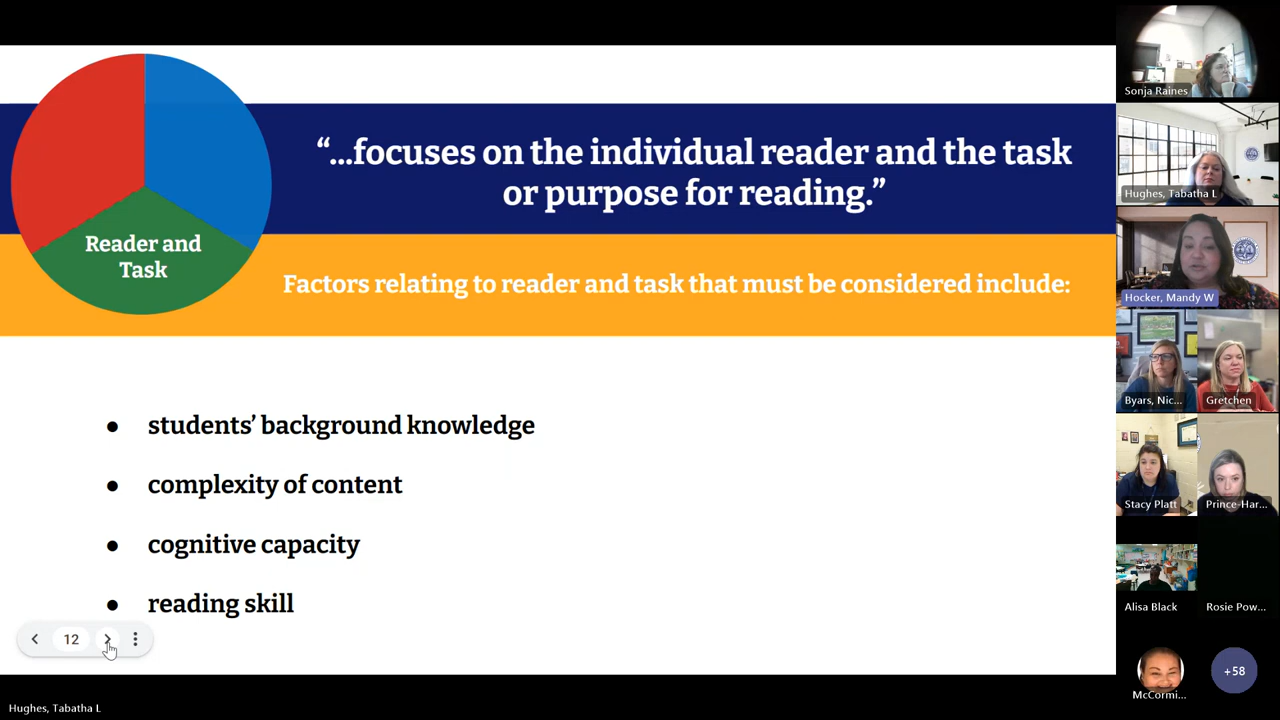 “...focuses on the individual reader and the task
or purpose for reading.”
Reader and
Task
Factors relating to reader and task that must be considered include:
● students’ background knowledge
● complexity of content
● cognitive capacity
● reading skill
12
Hughes, Tabatha L
Sonja Raines
Hughes, Tabatha L
Hocker, Mandy W
Byars, Nic...
Gretchen
Stacy Platt
Prince-Har...
Alisa Black
Rosie Pow...
McCormi...
+58